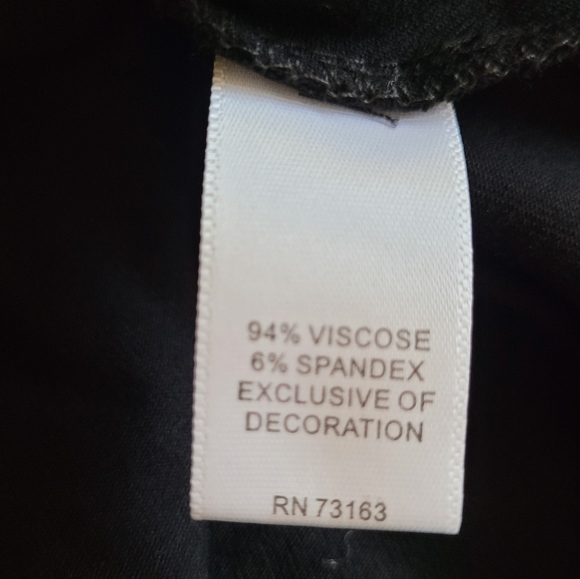 94% VISCOSE
6% SPANDEX
EXCLUSIVE OF
DECORATION
RN 73163